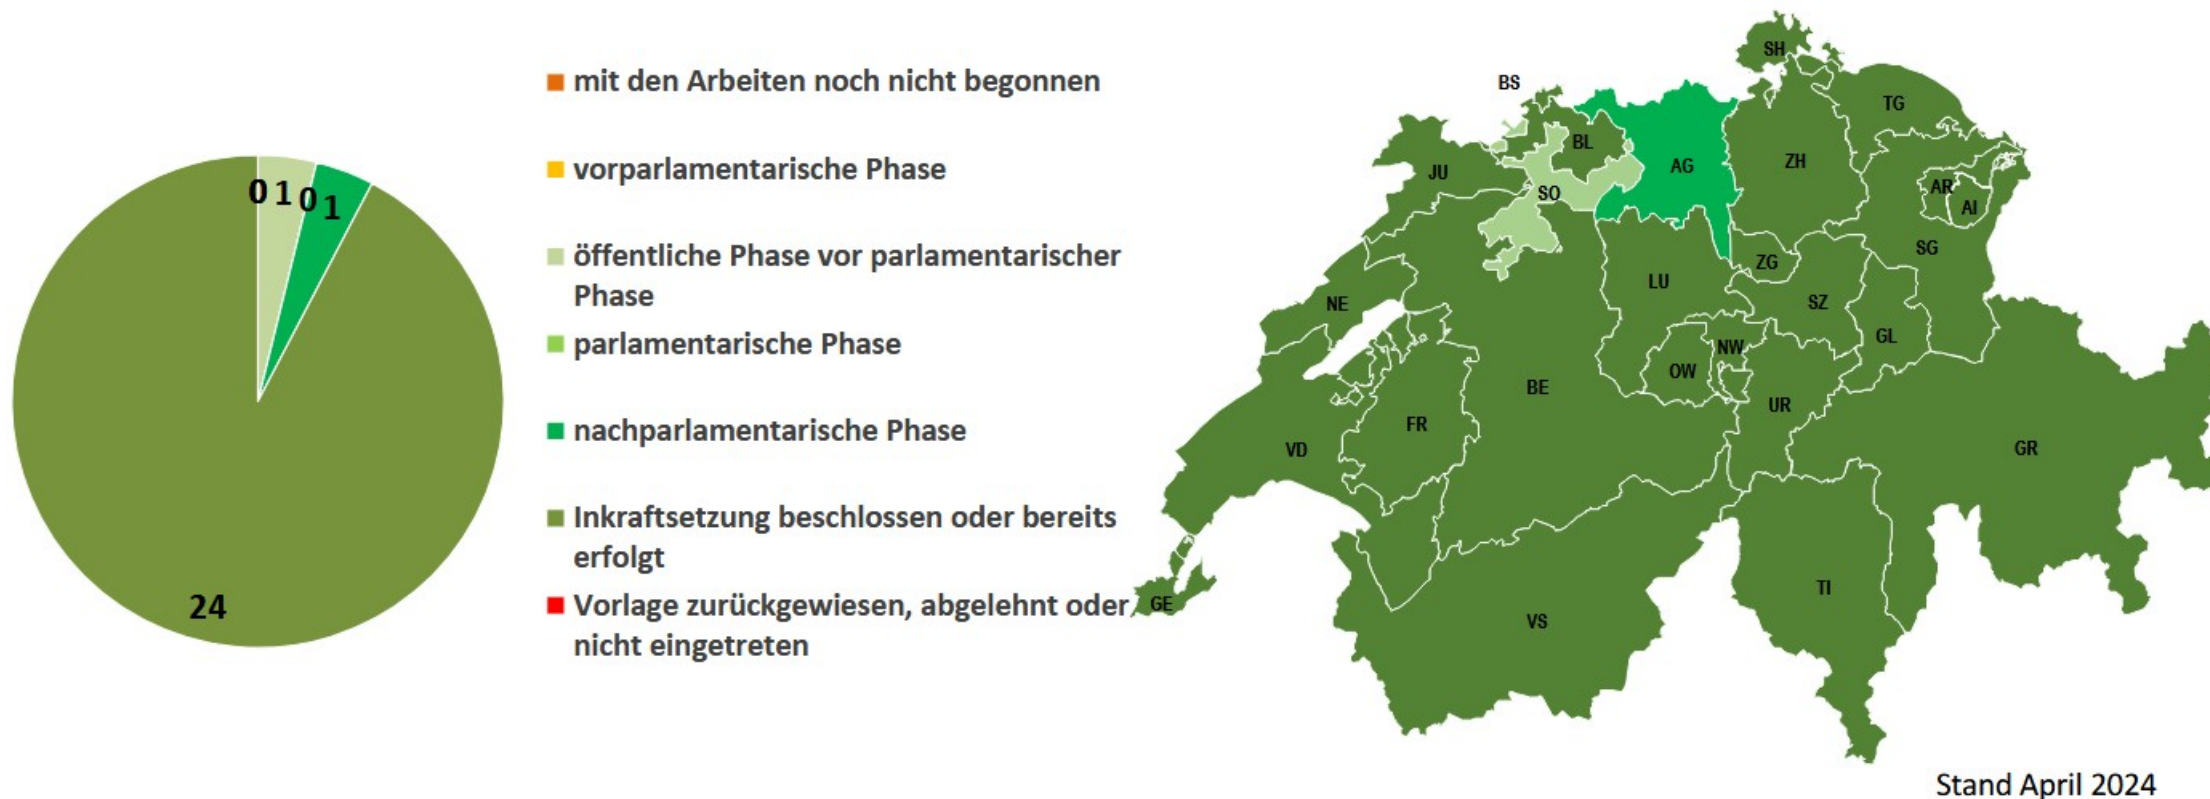 0 1 0 1
24
mit den Arbeiten noch nicht begonnen
vorparlamentarische Phase
öffentliche Phase vor parlamentarischer
Phase
parlamentarische Phase
nachparlamentarische Phase
Inkraftsetzung beschlossen oder bereits
erfolgt
Vorlage zurückgewiesen, abgelehnt oder
nicht eingetreten
SH
BS
TG
BL
AG
ZH
JU
SO
AR
AI
SG
ZG
LU
SZ
NE
GL
NW
OW
BE
UR
FR
VD
GR
TI
GE
VS
Stand April 2024